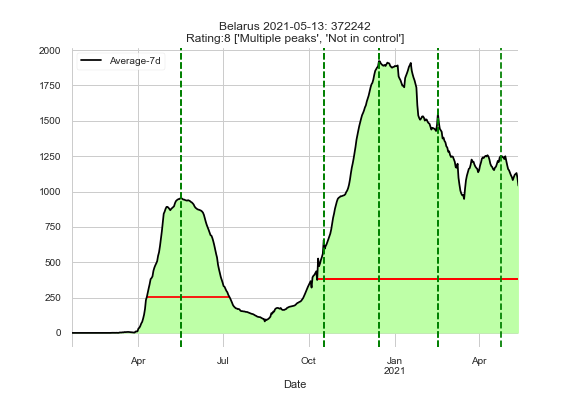 Belarus 2021-05-13: 372242
Rating:8 ['Multiple peaks', 'Not in control']
Average-7d
2000
1750
1500
1250
1000
750
500
250
0
Apr
Jul
Oct
Jan
2021
Apr
Date